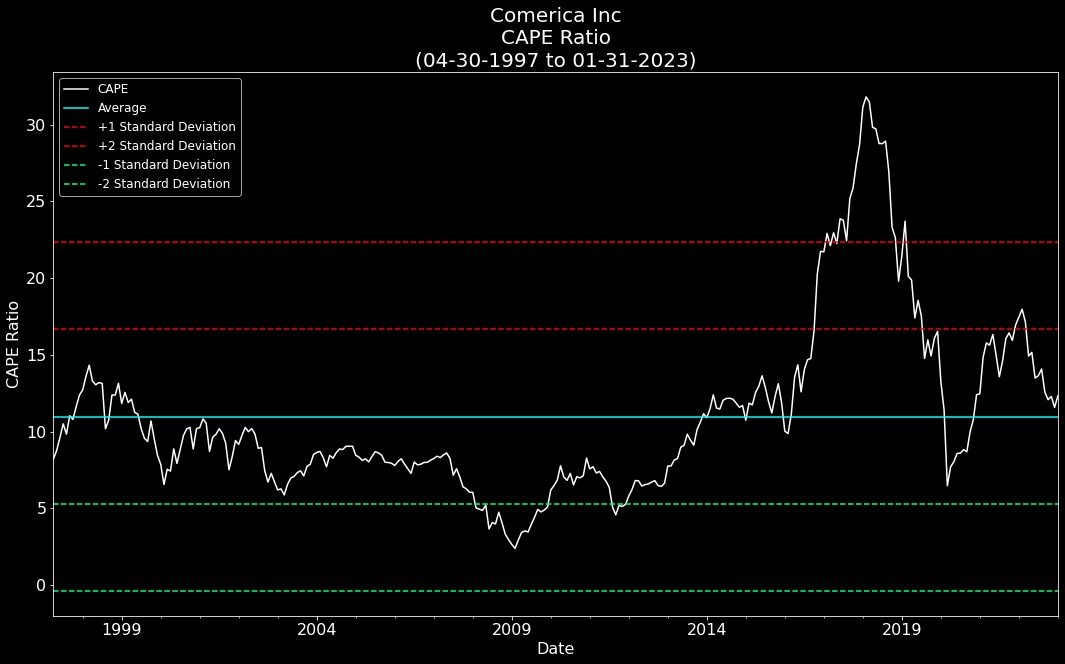 Comerica Inc
CAPE Ratio
(04-30-1997 to 01-31-2023)
CAPE
Average
+1 Standard Deviation
+2 Standard Deviation
-1 Standard Deviation
-2 Standard Deviation
CAPE Ratio
30
25
20
15
10
5
0
1999 2004 2009 2014 2019
Date